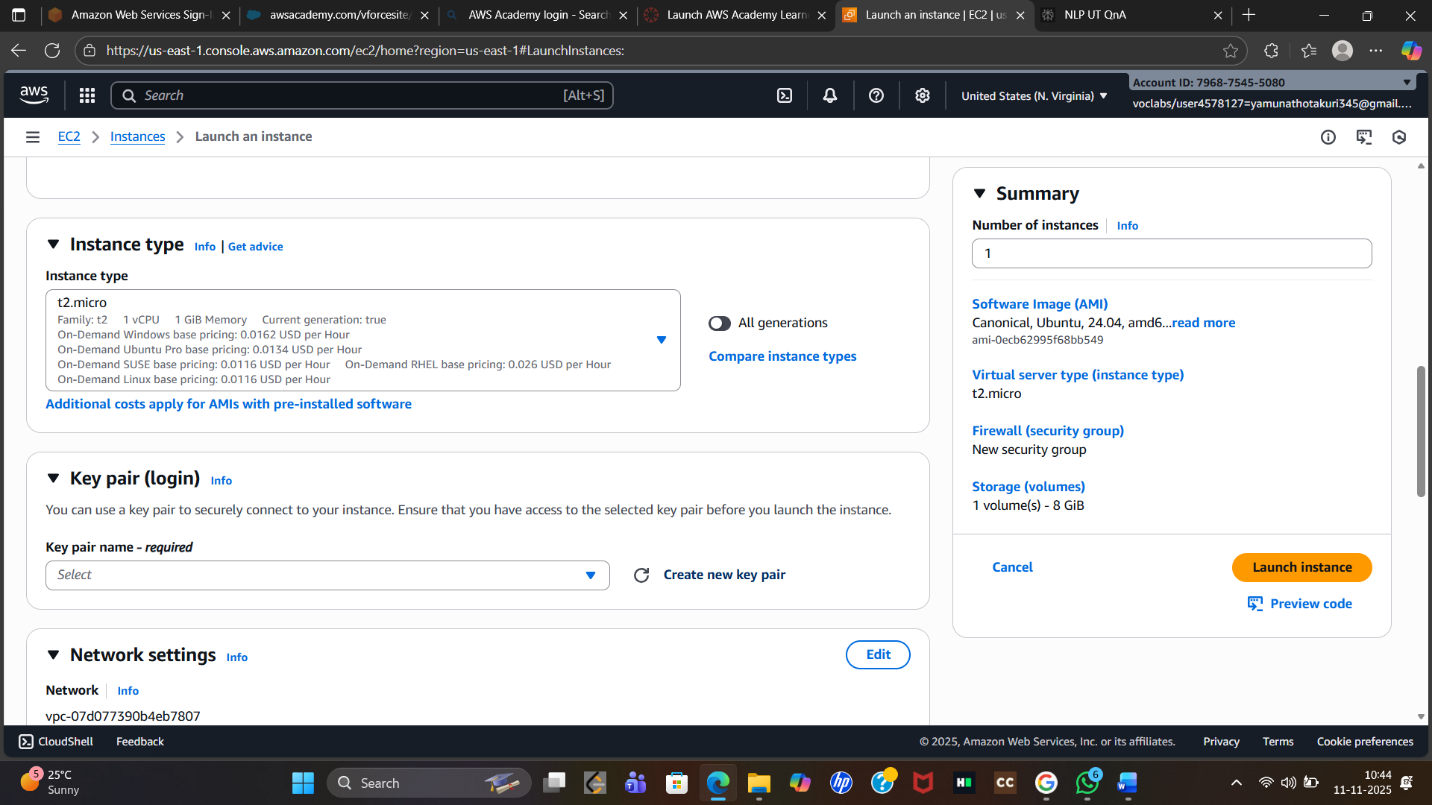 Amazon Web Services Sign-I
awsacademy.com/vforcesite/
AWS Academy login - Search
Launch AWS Academy Learn
Launch an instance | EC2 | us
NLP UT QnA
https://us-east-1.console.aws.amazon.com/ec2/home?region=us-east-1#LaunchInstances:
aws
Search
[Alt+S]
United States (N. Virginia)
Account ID: 7968-7545-5080
voclabs/user4578127=yamunathotakuri345@gmail....
EC2
Instances
Launch an instance
Instance type
Info | Get advice
Instance type
t2.micro
Family: t2 1 vCPU 1 GiB Memory Current generation: true
On-Demand Windows base pricing: 0.0162 USD per Hour
On-Demand Ubuntu Pro base pricing: 0.0134 USD per Hour
On-Demand SUSE base pricing: 0.0116 USD per Hour On-Demand RHEL base pricing: 0.026 USD per Hour
On-Demand Linux base pricing: 0.0116 USD per Hour
All generations
Compare instance types
Additional costs apply for AMIs with pre-installed software
Key pair (login)
Info
You can use a key pair to securely connect to your instance. Ensure that you have access to the selected key pair before you launch the instance.
Key pair name - required
Select
Create new key pair
Network settings
Info
Edit
Network
Info
vpc-07d077390b4eb7807
Summary
Number of instances
Info
1
Software Image (AMI)
Canonical, Ubuntu, 24.04, amd6...read more
ami-0ecb62995f68bb549
Virtual server type (instance type)
t2.micro
Firewall (security group)
New security group
Storage (volumes)
1 volume(s) - 8 GiB
Cancel
Launch instance
Preview code
CloudShell
Feedback
© 2025, Amazon Web Services, Inc. or its affiliates.
Privacy
Terms
Cookie preferences
5
25°C
Sunny
Search
hp
H
CC
6
10:44
11-11-2025